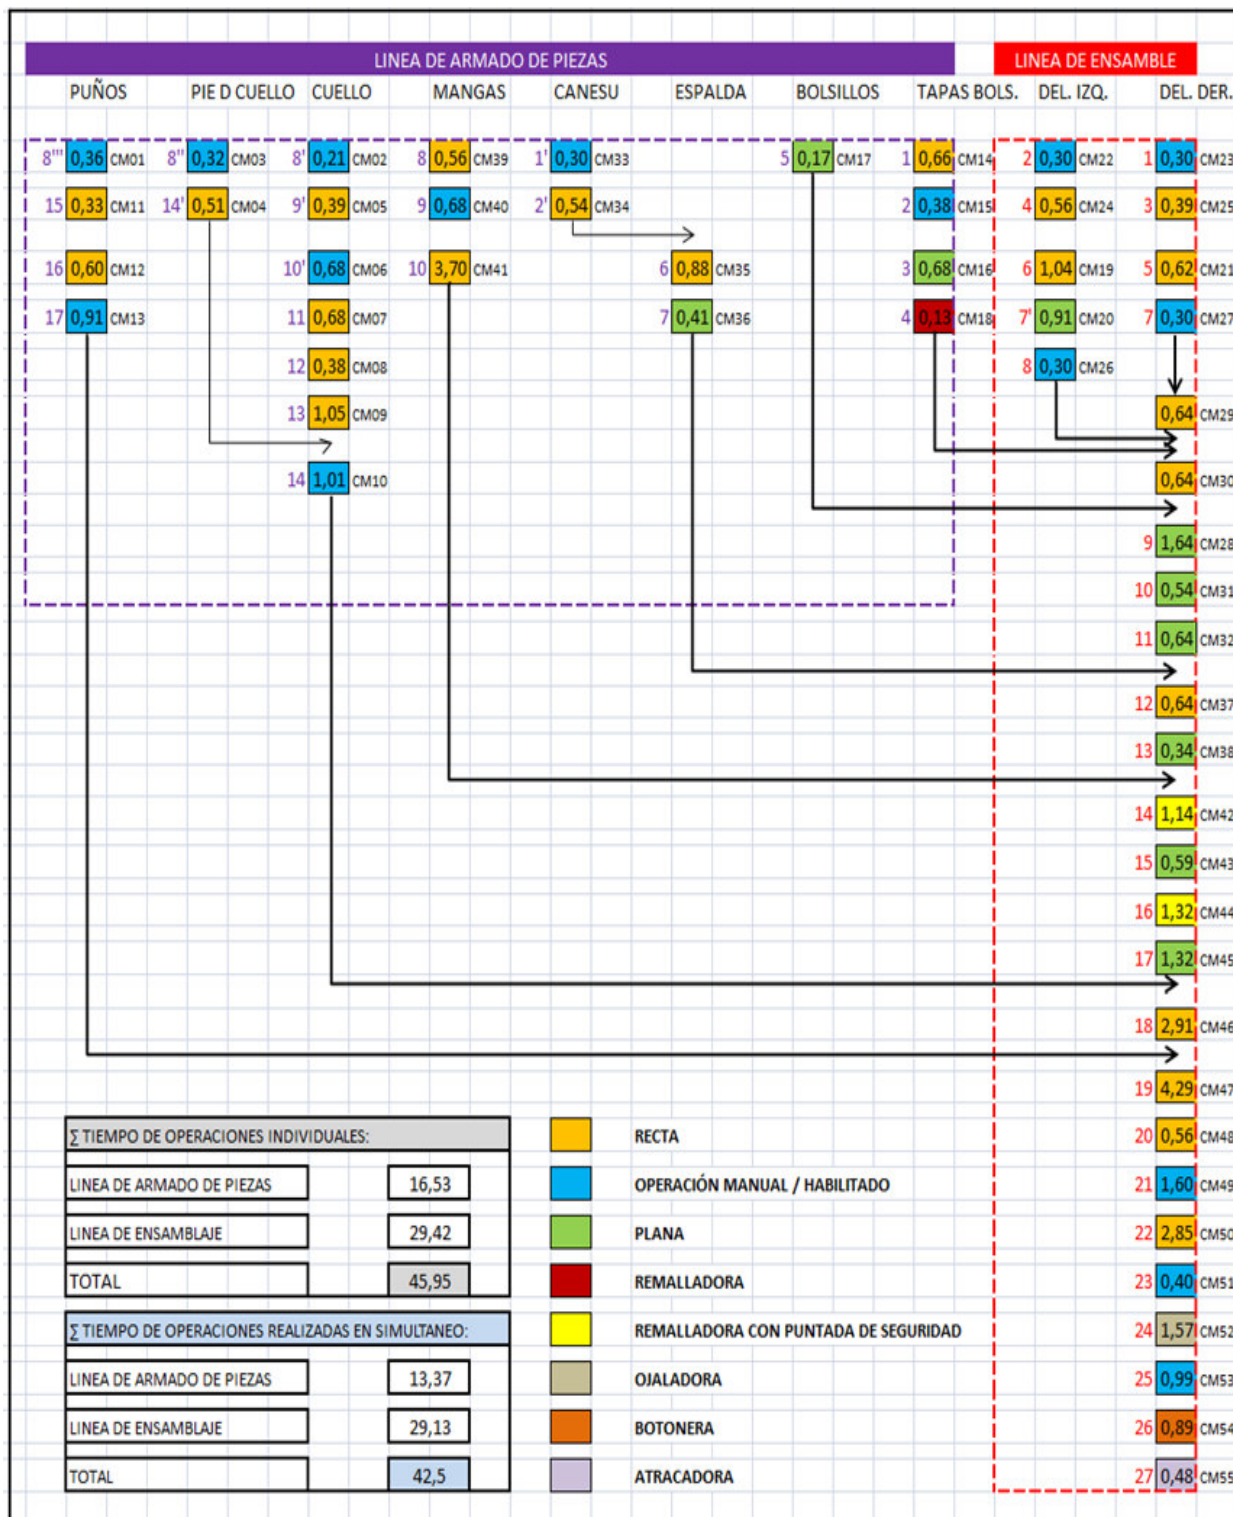 LINEA DE ARMADO DE PIEZAS LINEA DE ENSAMBLE
PUÑOS PIE D CUELLO CUELLO MANGAS CANESU ESPALDA BOLSILLOS TAPAS BOLS. DEL. IZQ. DEL. DER.
8''' 0,36 CM01 8'' 0,32 CM03 8' 0,21 CM02 8 0,56 CM39 1' 0,30 CM33 5 0,17 CM17 1 0,66 CM14 2 0,30 CM22 1 0,30 CM23
15 0,33 CM11 14' 0,51 CM04 9' 0,39 CM05 9 0,68 CM40 2' 0,54 CM34 2 0,38 CM15 4 0,56 CM24 3 0,39 CM25
16 0,60 CM12 10' 0,68 CM06 10 3,70 CM41 6 0,88 CM35 3 0,68 CM16 6 1,04 CM19 5 0,62 CM21
17 0,91 CM13 11 0,68 CM07 7 0,41 CM36 4 0,13 CM18 7' 0,91 CM20 7 0,30 CM27
12 0,38 CM08 8 0,30 CM26
13 1,05 CM09 0,64 CM29
14 1,01 CM10 0,64 CM30
9 1,64 CM28
10 0,54 CM31
11 0,64 CM32
12 0,64 CM37
13 0,34 CM38
14 1,14 CM42
15 0,59 CM43
16 1,32 CM44
17 1,32 CM45
18 2,91 CM46
19 4,29 CM47
∑ TIEMPO DE OPERACIONES INDIVIDUALES: RECTA 20 0,56 CM48
LINEA DE ARMADO DE PIEZAS 16,53 OPERACIÓN MANUAL / HABILITADO 21 1,60 CM49
LINEA DE ENSAMBLAJE 29,42 PLANA 22 2,85 CM50
TOTAL 45,95 REMALLADORA 23 0,40 CM51
∑ TIEMPO DE OPERACIONES REALIZADAS EN SIMULTANEO: REMALLADORA CON PUNTADA DE SEGURIDAD 24 1,57 CM52
LINEA DE ARMADO DE PIEZAS 13,37 OJALADORA 25 0,99 CM53
LINEA DE ENSAMBLAJE 29,13 BOTONERA 26 0,89 CM54
TOTAL 42,5 ATRACADORA 27 0,48 CM55